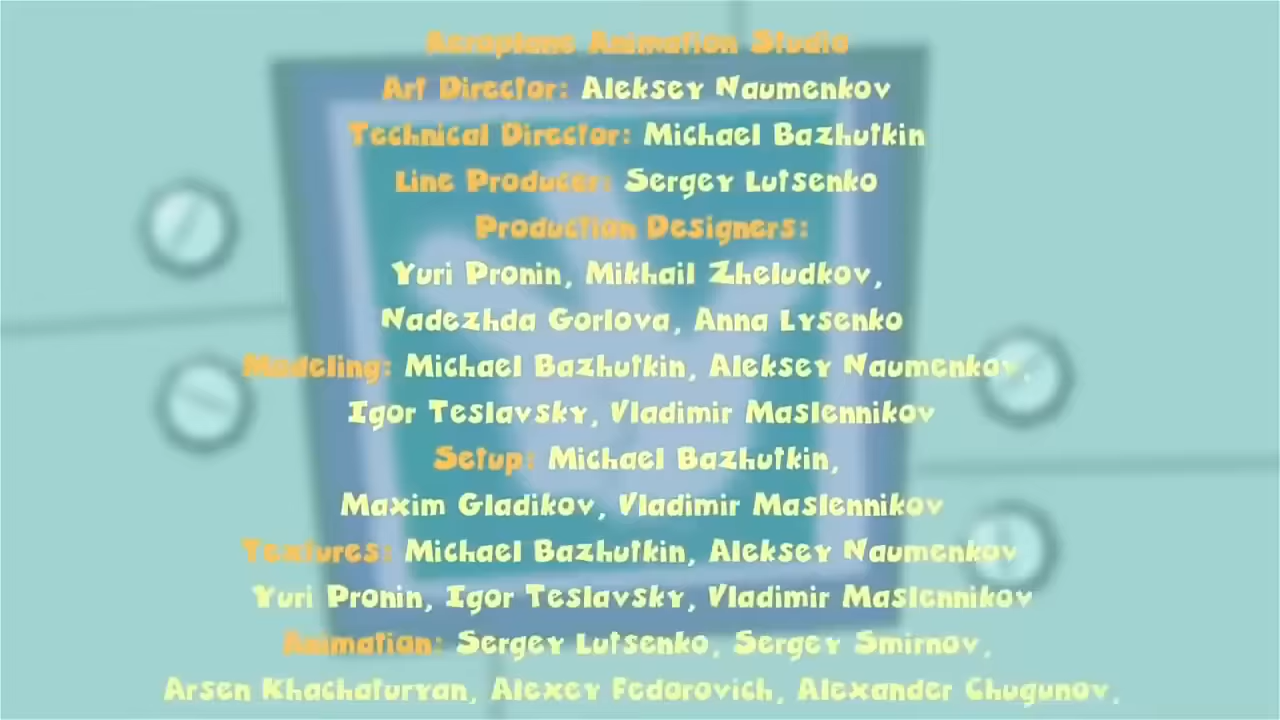 Aeroplane Animation Studio
Art Director: Aleksey Naumenkov
Technical Director: Michael Bazhutkin
Line Producer: Sergey Lutsenko
Production Designers:
Yuri Pronin, Mikhail Zheludkov,
Nadezhda Gorlova, Anna Lysenko
Modeling: Michael Bazhutkin, Aleksey Naumenkov,
Igor Teslavsky, Vladimir Maslennikov
Setup: Michael Bazhutkin,
Maxim Gladikov, Vladimir Maslennikov
Textures: Michael Bazhutkin, Aleksey Naumenkov
Yuri Pronin, Igor Teslavsky, Vladimir Maslennikov
Animation: Sergey Lutsenko, Sergey Smirnov,
Arsen Khachaturyan, Alexey Fedorovich, Alexander Chugunov,